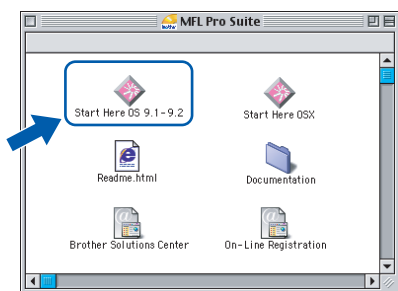 MFL Pro Suite
Start Here OS 9.1-9.2
Start Here OSX
Readme.html
Documentation
Brother Solutions Center
On-Line Registration